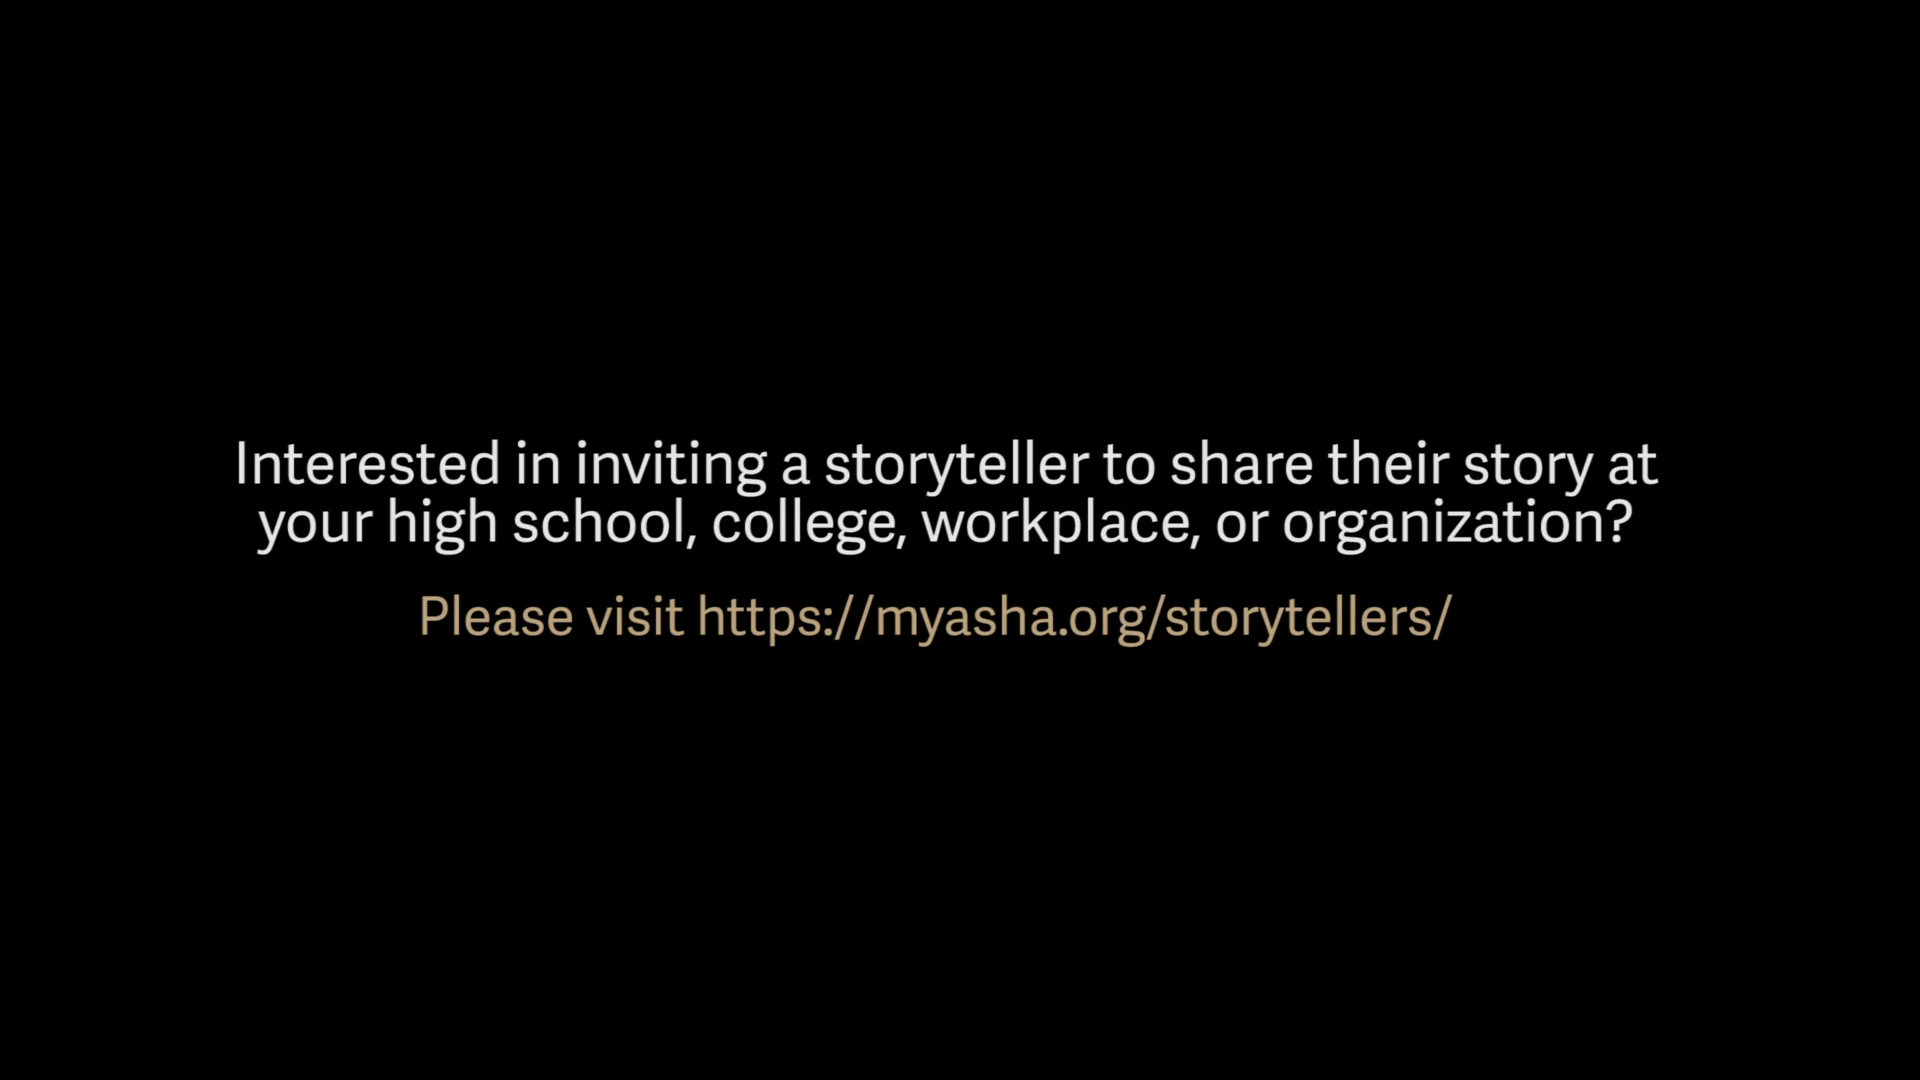 Interested in inviting a storyteller to share their story at
your high school, college, workplace, or organization?
Please visit https://myasha.org/storytellers/